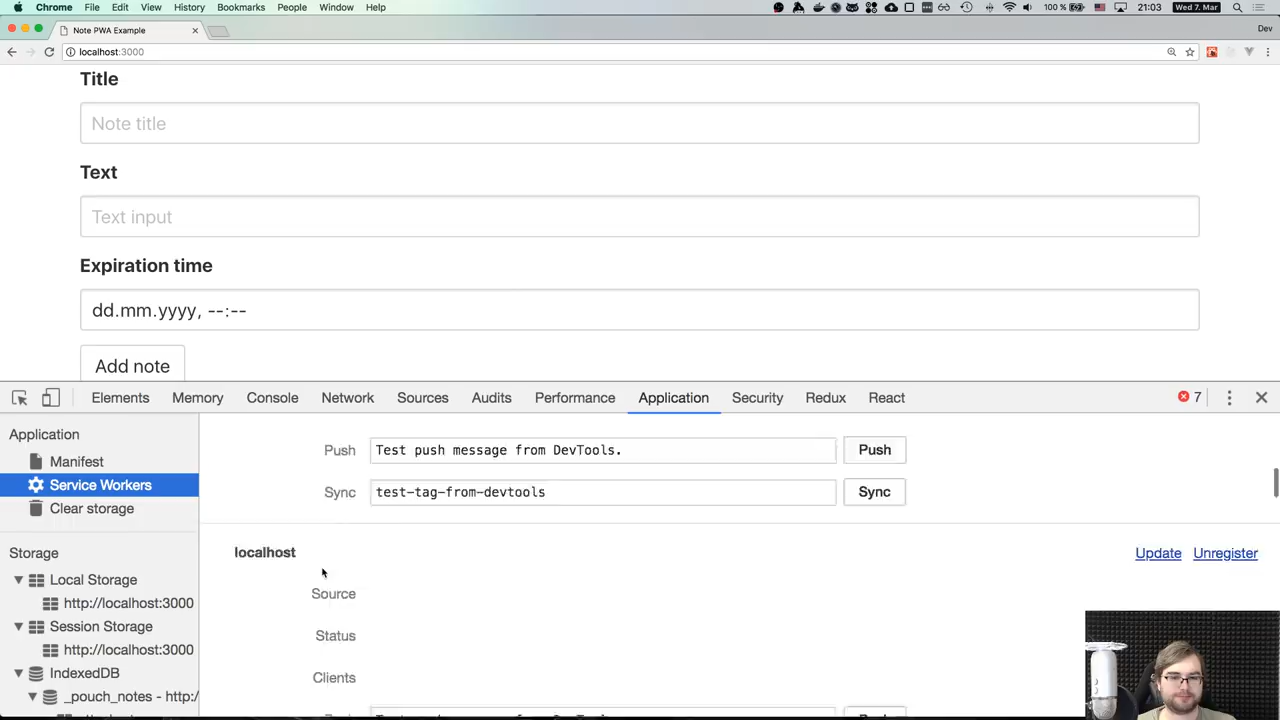 Chrome File Edit View History Bookmarks People Window Help 100 % 21:03 Wed 7. Mar
Note PWA Example Dev
localhost:3000
Title
Note title
Text
Text input
Expiration time
dd.mm.yyyy, --:--
Add note
Elements Memory Console Network Sources Audits Performance Application Security Redux React 7
Application
Manifest
Service Workers
Clear storage
Storage
Local Storage
http://localhost:3000
Session Storage
http://localhost:3000
IndexedDB
_pouch_notes - http:/
Push Test push message from DevTools. Push
Sync test-tag-from-devtools Sync
localhost Update Unregister
Source
Status
Clients